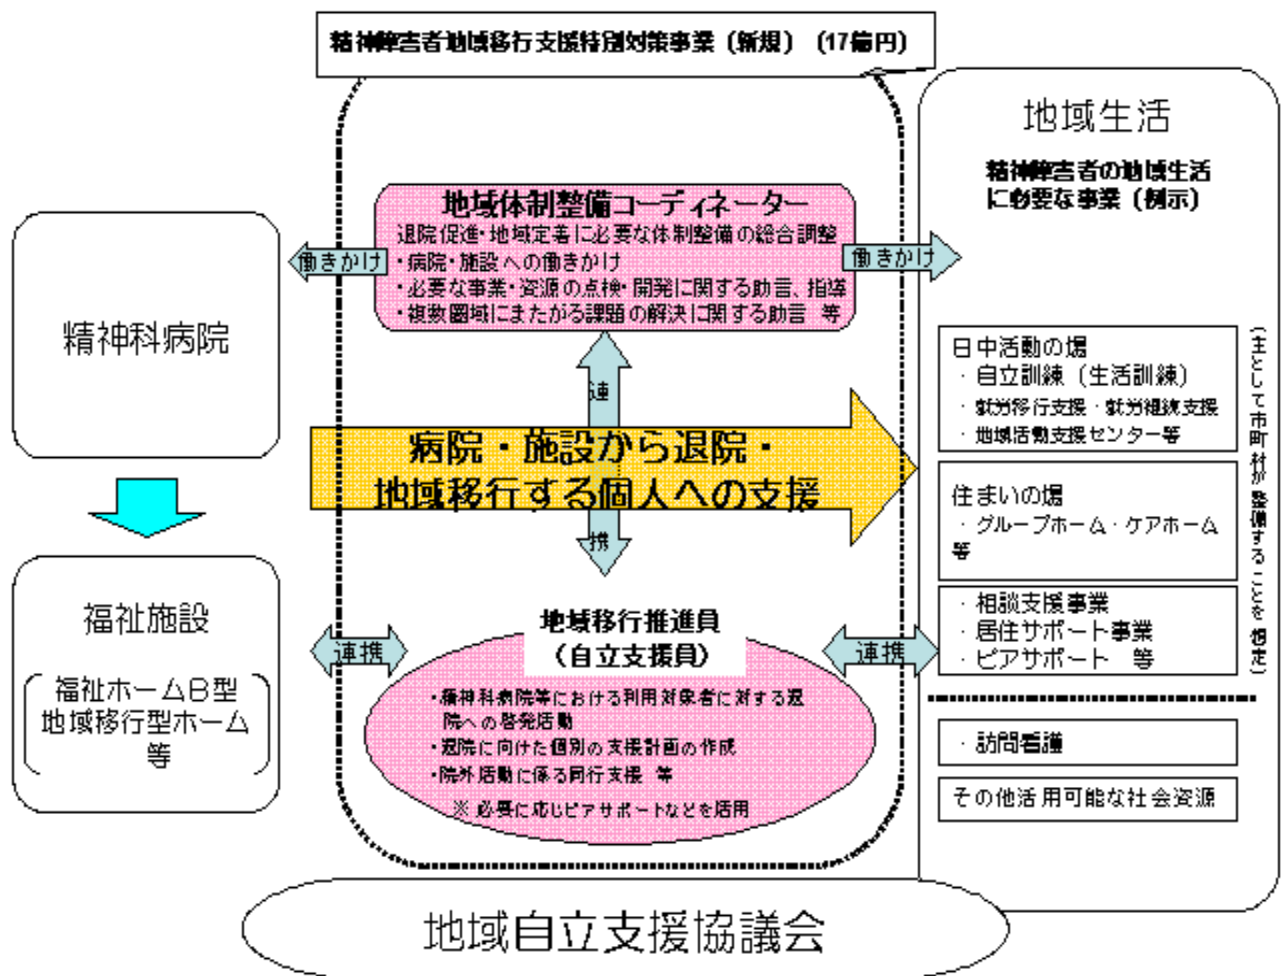 精神障害者地域移行支援特別対策事業（新規）（17億円）
地域生活
精神障害者の地域生活
に必要な事業（例示）
地域体制整備コーディネーター
退院促進・地域定着に必要な体制整備の総合調整
・病院・施設への働きかけ
・必要な事業・資源の点検・開発に関する助言、指導
・複数圏域にまたがる課題の解決に関する助言 等
働きかけ
働きかけ
精神科病院
連
病院・施設から退院・
地域移行する個人への支援
携
日中活動の場
・自立訓練（生活訓練）
・就労移行支援・就労継続支援
・地域活動支援センター等
住まいの場
・グループホーム・ケアホーム
等
・相談支援事業
・居住サポート事業
・ピアサポート 等
（主として市町村が整備することを想定）
福祉施設
福祉ホームB型
地域移行型ホーム
等
連携
連携
地域移行推進員
（自立支援員）
・精神科病院等における利用対象者に対する退
院への啓発活動
・退院に向けた個別の支援計画の作成
・院外活動に係る同行支援 等
※ 必要に応じピアサポートなどを活用
・訪問看護
その他活用可能な社会資源
地域自立支援協議会